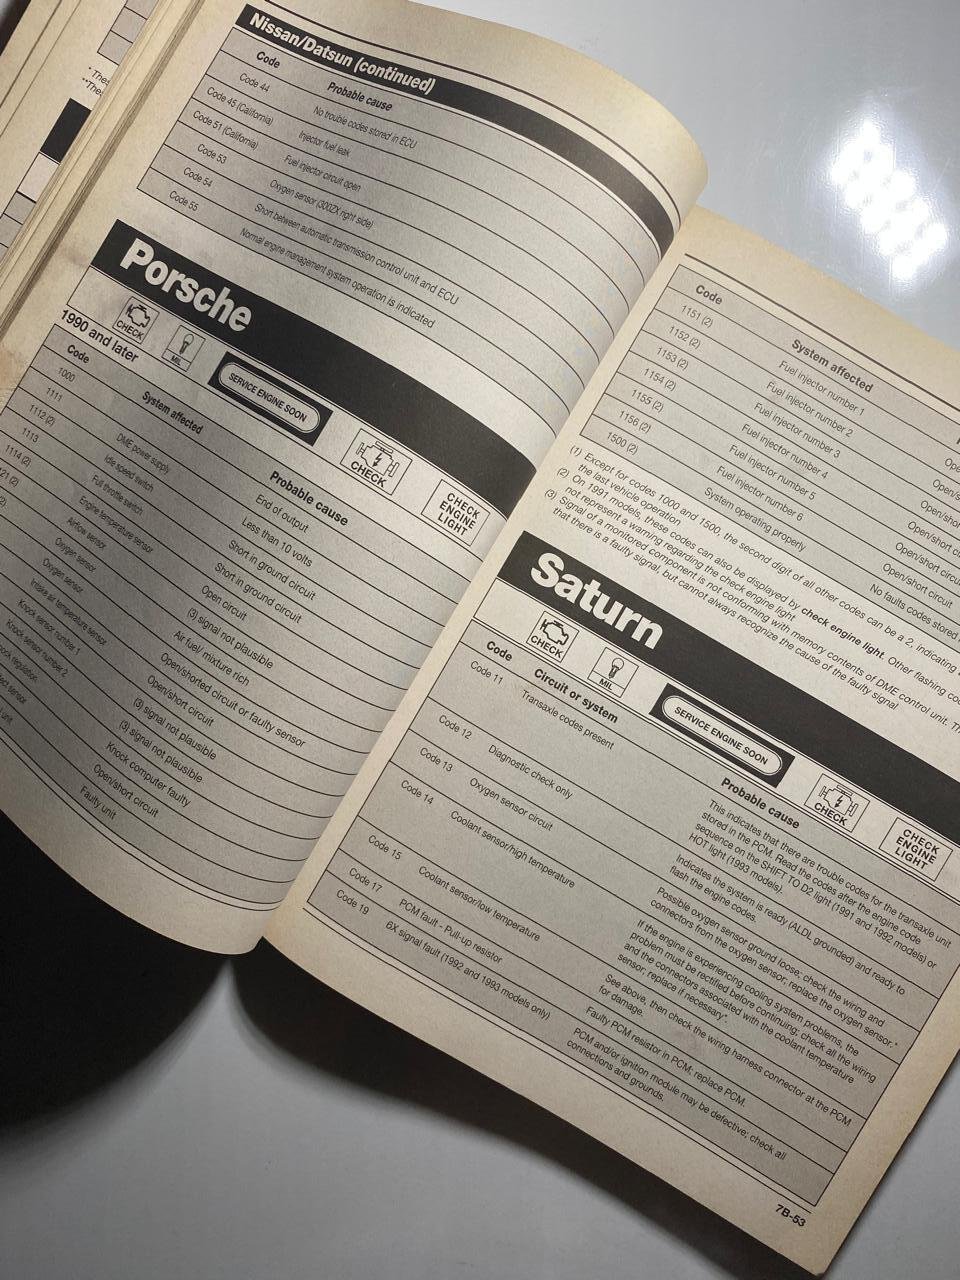 * Thes
**Thes
Nissan/Datsun (continued)
Code Probable cause
Code 44 No trouble codes stored in ECU
Code 45 (California) Injector fuel leak
Code 51 (California) Fuel injector circuit open
Code 53 Oxygen sensor (300ZX right side)
Code 54 Short between automatic transmission control unit and ECU
Code 55 Normal engine management system operation is indicated
Porsche
CHECK MIL SERVICE ENGINE SOON CHECK CHECK ENGINE LIGHT
1990 and later
Code System affected Probable cause
1000 DME power supply End of output
1111 Idle speed switch Less than 10 volts
1112 (2) Full throttle switch Short in ground circuit
1113 Engine temperature sensor Short in ground circuit
1114 (2) Airflow sensor Open circuit
21 (2) Oxygen sensor (3) signal not plausible
2) Oxygen sensor Air fuel/ mixture rich
Intake air temperature sensor Open/shorted circuit or faulty sensor
Knock sensor number 1 Open/short circuit
Knock sensor number 2 (3) signal not plausible
ock regulation (3) signal not plausible
ect sensor Knock computer faulty
Open/short circuit
unit Faulty unit
Code System affected
1151 (2) Fuel injector number 1 Ope
1152 (2) Fuel injector number 2 Open/s
1153 (2) Fuel injector number 3 Open/shor
1154 (2) Fuel injector number 4 Open/short ci
1155 (2) Fuel injector number 5 Open/short circu
1156 (2) Fuel injector number 6 Open/short circuit
1500 (2) System operating properly No faults codes stored
(1) Except for codes 1000 and 1500, the second digit of all other codes can be a 2, indicating
the last vehicle operation
(2) On 1991 models, these codes can also be displayed by check engine light. Other flashing co
not represent a warning regarding the check engine light
(3) Signal of a monitored component is not conforming with memory contents of DME control unit. Th
that there is a faulty signal, but cannot always recognize the cause of the faulty signal
Saturn
CHECK MIL SERVICE ENGINE SOON CHECK CHECK ENGINE LIGHT
Code Circuit or system Probable cause
Code 11 Transaxle codes present This indicates that there are trouble codes for the transaxle unit
stored in the PCM. Read the codes after the engine code
sequence on the SHIFT TO D2 light (1991 and 1992 models) or
HOT light (1993 models).
Code 12 Diagnostic check only Indicates the system is ready (ALDL grounded) and ready to
flash the engine codes.
Code 13 Oxygen sensor circuit Possible oxygen sensor ground loose; check the wiring and
connectors from the oxygen sensor; replace the oxygen sensor.*
Code 14 Coolant sensor/high temperature If the engine is experiencing cooling system problems, the
problem must be rectified before continuing; check all the wiring
and the connectors associated with the coolant temperature
sensor; replace if necessary*.
Code 15 Coolant sensor/low temperature See above, then check the wiring harness connector at the PCM
for damage.
Code 17 PCM fault - Pull-up resistor Faulty PCM resistor in PCM; replace PCM.
Code 19 6X signal fault (1992 and 1993 models only) PCM and/or ignition module may be defective; check all
connections and grounds.
7B-53